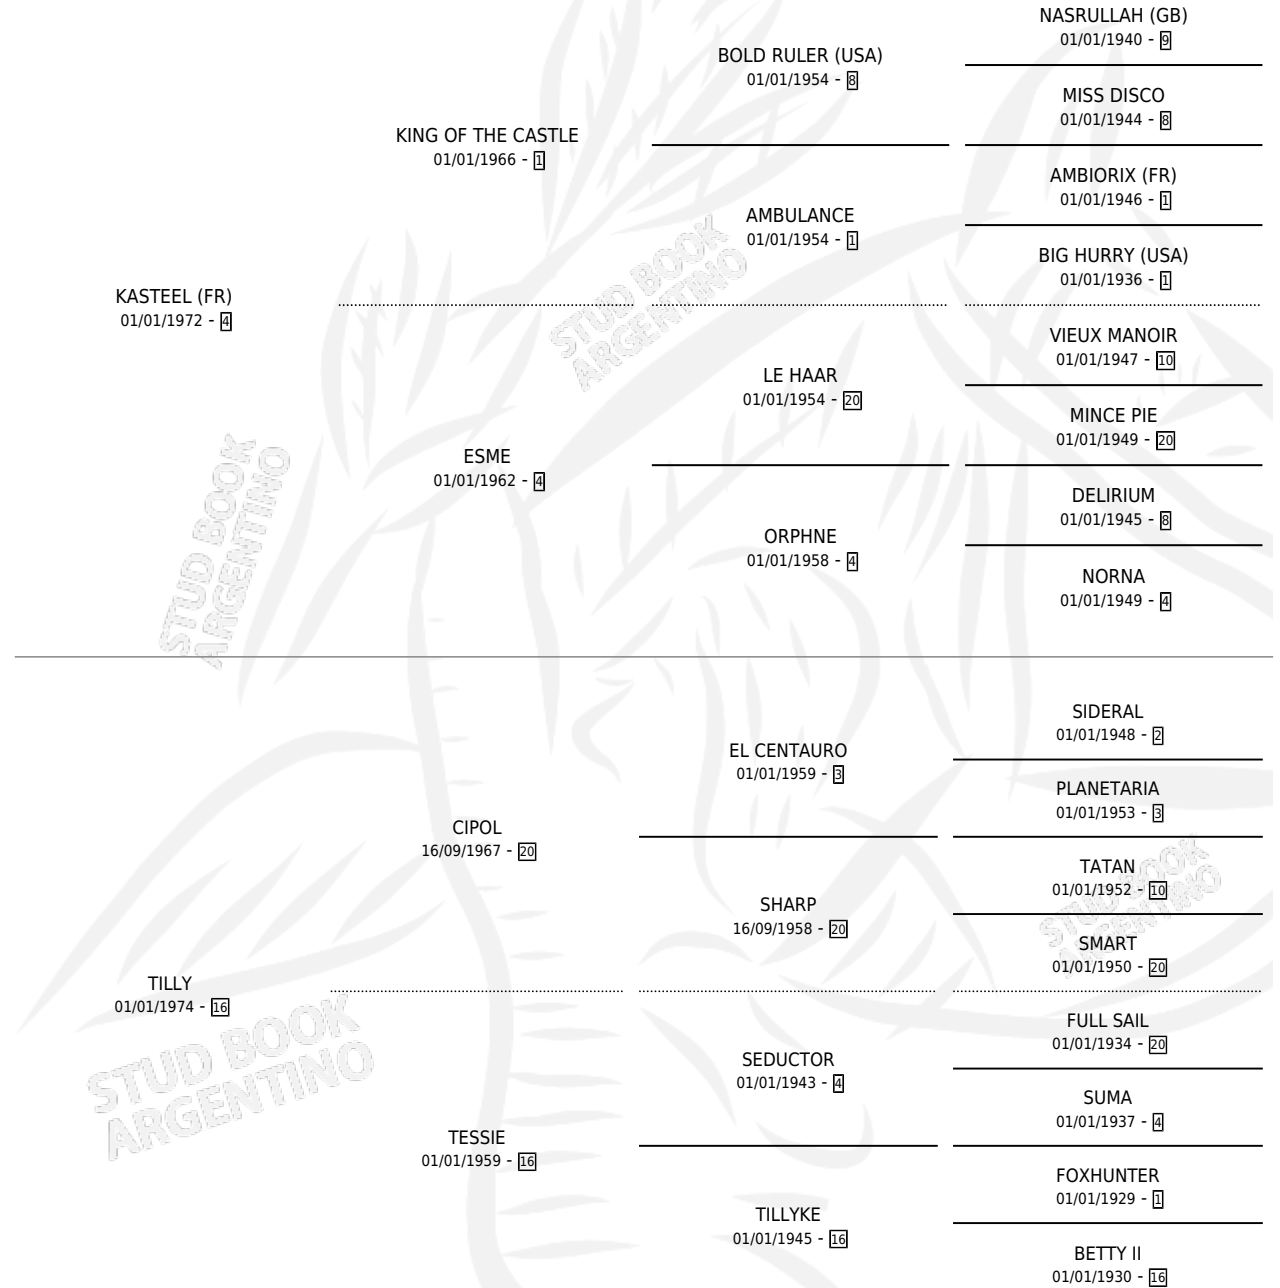 NASRULLAH (GB)
01/01/1940 - 9
BOLD RULER (USA)
01/01/1954 - 8
MISS DISCO
01/01/1944 - 8
KING OF THE CASTLE
01/01/1966 - 1
AMBIORIX (FR)
01/01/1946 - 1
AMBULANCE
01/01/1954 - 1
BIG HURRY (USA)
01/01/1936 - 1
KASTEEL (FR)
01/01/1972 - 4
VIEUX MANOIR
01/01/1947 - 10
LE HAAR
01/01/1954 - 20
MINCE PIE
01/01/1949 - 20
ESME
01/01/1962 - 4
DELIRIUM
01/01/1945 - 8
ORPHNE
01/01/1958 - 4
NORNA
01/01/1949 - 4
SIDERAL
01/01/1948 - 2
EL CENTAURO
01/01/1959 - 3
PLANETARIA
01/01/1953 - 3
CIPOL
16/09/1967 - 20
TATAN
01/01/1952 - 10
SHARP
16/09/1958 - 20
SMART
01/01/1950 - 20
TILLY
01/01/1974 - 16
FULL SAIL
01/01/1934 - 20
SEDUCTOR
01/01/1943 - 4
SUMA
01/01/1937 - 4
TESSIE
01/01/1959 - 16
FOXHUNTER
01/01/1929 - 1
TILLYKE
01/01/1945 - 16
BETTY II
01/01/1930 - 16
STUD BOOK
ARGENTINO
STUD BOOK
ARGENTINO
STUD BOOK
ARGENTINO
STUD BOOK
ARGENTINO